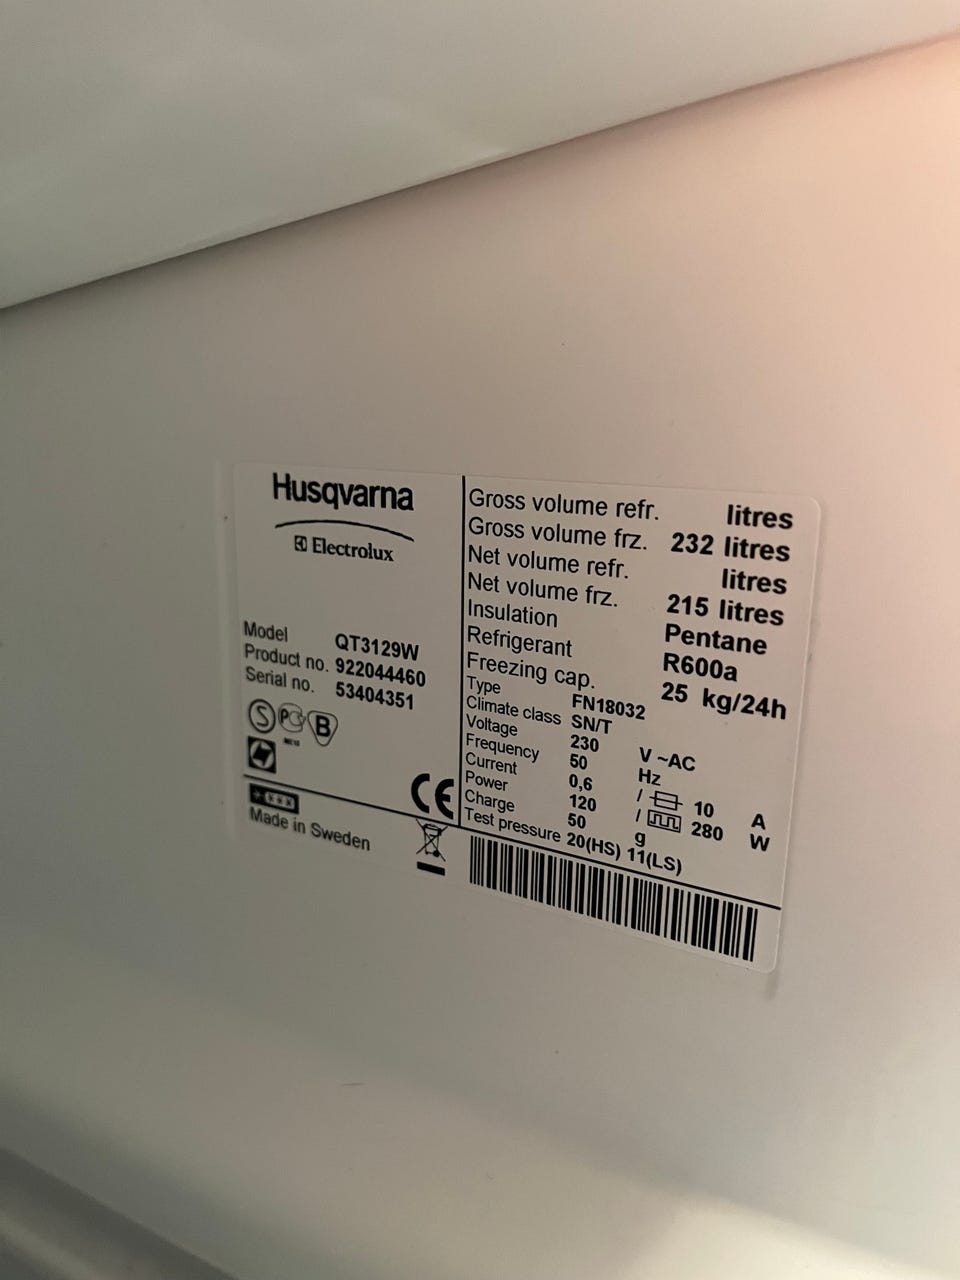 Husqvarna
Electrolux
Model QT3129W
Product no. 922044460
Serial no. 53404351
S PC B
CE
Made in Sweden
Gross volume refr. litres
Gross volume frz. 232 litres
Net volume refr. litres
Net volume frz. 215 litres
Insulation Pentane
Refrigerant R600a
Freezing cap. 25 kg/24h
Type FN18032
Climate class SN/T
Voltage 230 V ~AC
Frequency 50 Hz
Current 0,6 / 10 A
Power 120 / 280 W
Charge 50 g
Test pressure 20(HS) 11(LS)